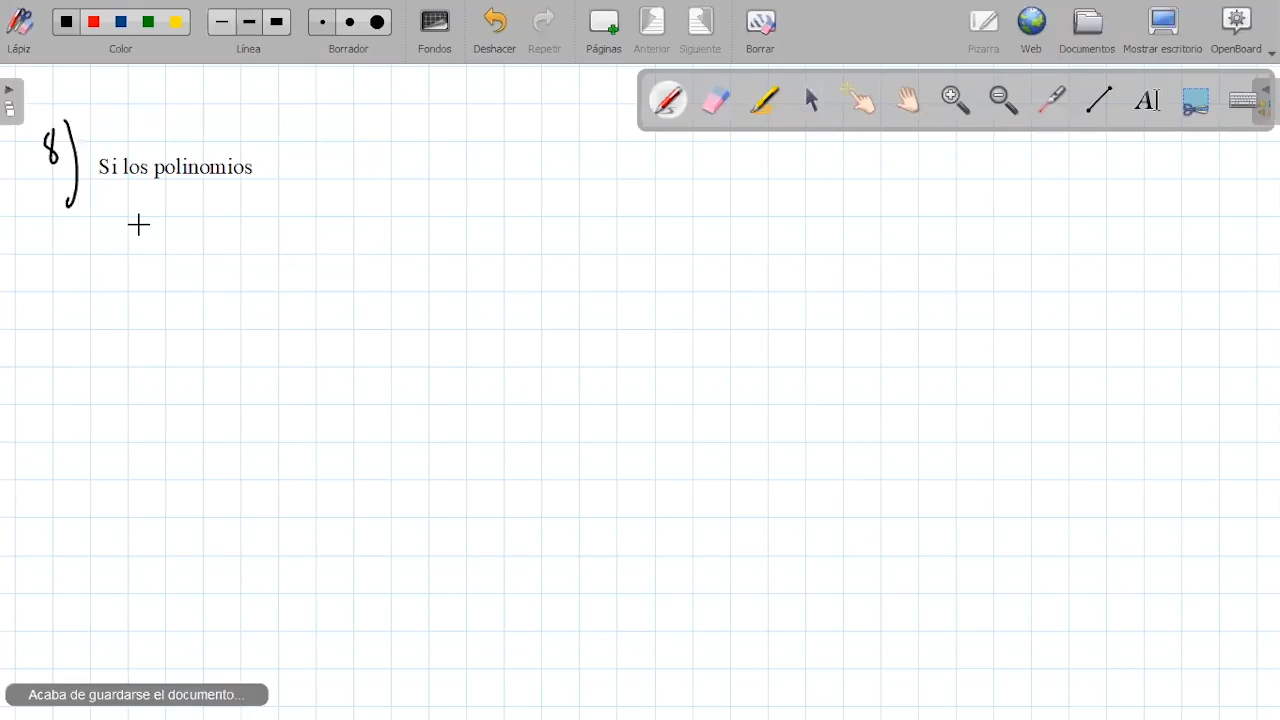 Lápiz Color Línea Borrador Fondos Deshacer Repetir Páginas Anterior Siguiente Borrar Pizarra Web Documentos Mostrar escritorio OpenBoard
A
8) Si los polinomios
Acaba de guardarse el documento...